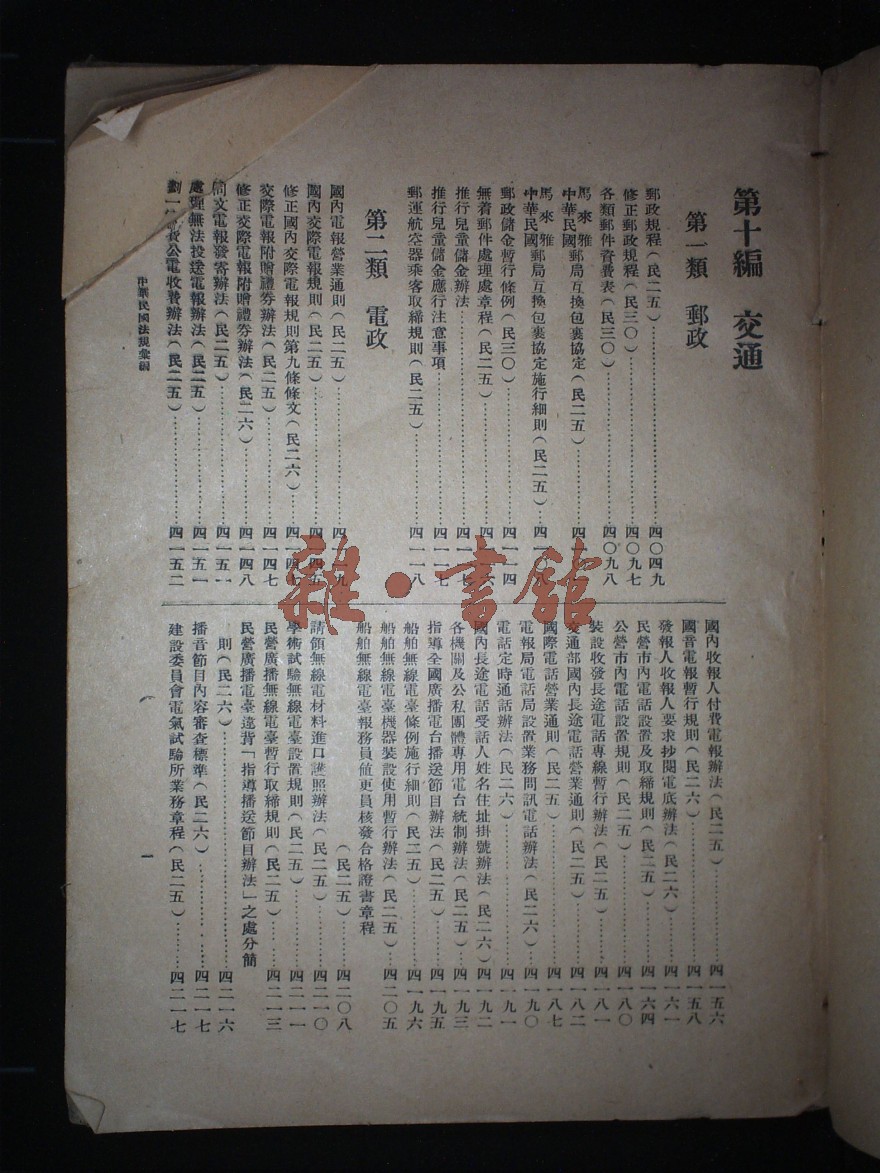 第十編 交通
第一類 郵政
郵政規程(民二五)……四〇四九
修正郵政規程(民三〇)……四〇九七
各類郵件資費表(民三〇)……四〇九八
馬來雅
中華民國郵局互換包裹協定(民二五)……四
馬來雅
中華民國郵局互換包裹協定施行細則(民二五)……四一〇八
郵政儲金暫行條例(民三〇)……四一一四
無着郵件處理處章程(民二五)……四一一六
推行兒童儲金辦法……四一一七
推行兒童儲金應行注意事項……四一一七
郵運航空器乘客取締規則(民二五)……四一一八
第二類 電政
國內電報營業通則(民二五)……四一一九
國內交際電報規則(民二五)……四一四五
修正國內交際電報規則第九條條文(民二六)……四一四七
交際電報附贈禮券辦法(民二五)……四一四七
修正交際電報附贈禮券辦法(民二六)……四一四八
同文電報發寄辦法(民二五)……四一五一
處理無法投送電報辦法(民二五)……四一五一
劃一 費公電收費辦法(民二五)……四一五二
中華民國法規彙編
國內收報人付費電報辦法(民二五)……四一五六
國音電報暫行規則(民二六)……四一五八
發報人收報人要求抄閱電底辦法(民二六)……四一六一
民營市內電話設置及取締規則(民二五)……四一六四
公營市內電話設置規則(民二五)……四一八〇
裝設收發長途電話專線暫行辦法(民二五)……四一八一
交通部國內長途電話營業通則(民二五)……四一八二
國際電話營業通則(民二五)……四一八七
電報局電話局設置業務問訊電話辦法(民二六)……四一九〇
電話定時通話辦法(民二六)……四一九一
國內長途電話受話人姓名住址掛號辦法(民二六)四一九二
各機關及公私團體專用電台統制辦法(民二五)四一九三
指導全國廣播電台播送節目辦法(民二五)……四一九五
船舶無線電臺條例施行細則(民二五)……四一九六
船舶無線電臺機器裝設使用暫行辦法(民二五)四二〇五
船舶無線電臺報務員值更員核發合格證書章程
(民二五)……四二〇八
請領無線電材料進口護照辦法(民二五)……四二一〇
學術試驗無線電臺設置規則(民二五)……四二一一
民營廣播無線電臺暫行取締規則(民二五)……四二一三
民營廣播電臺違背「指導播送節目辦法」之處分簡
則(民二六)……四二一六
播音節目內容審查標準(民二六)……四二一七
建設委員會電氣試驗所業務章程(民二五)……四二一七
一
雜·書館